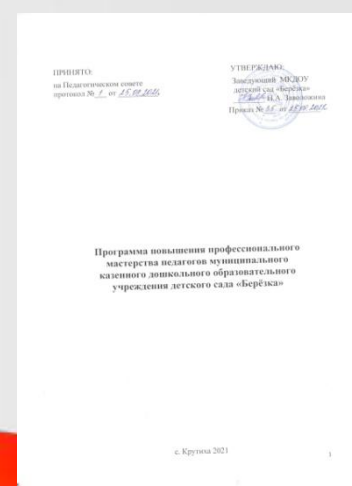 ПРИНЯТО:
на Педагогическом совете
протокол № 1 от
УТВЕРЖДАЮ:
Заведующий МКДОУ
детский сад «Берёзка»
Приказ № от
Программа повышения профессионального
мастерства педагогов муниципального
казенного дошкольного образовательного
учреждения детского сада «Берёзка»
с. Крутиха 2021
1